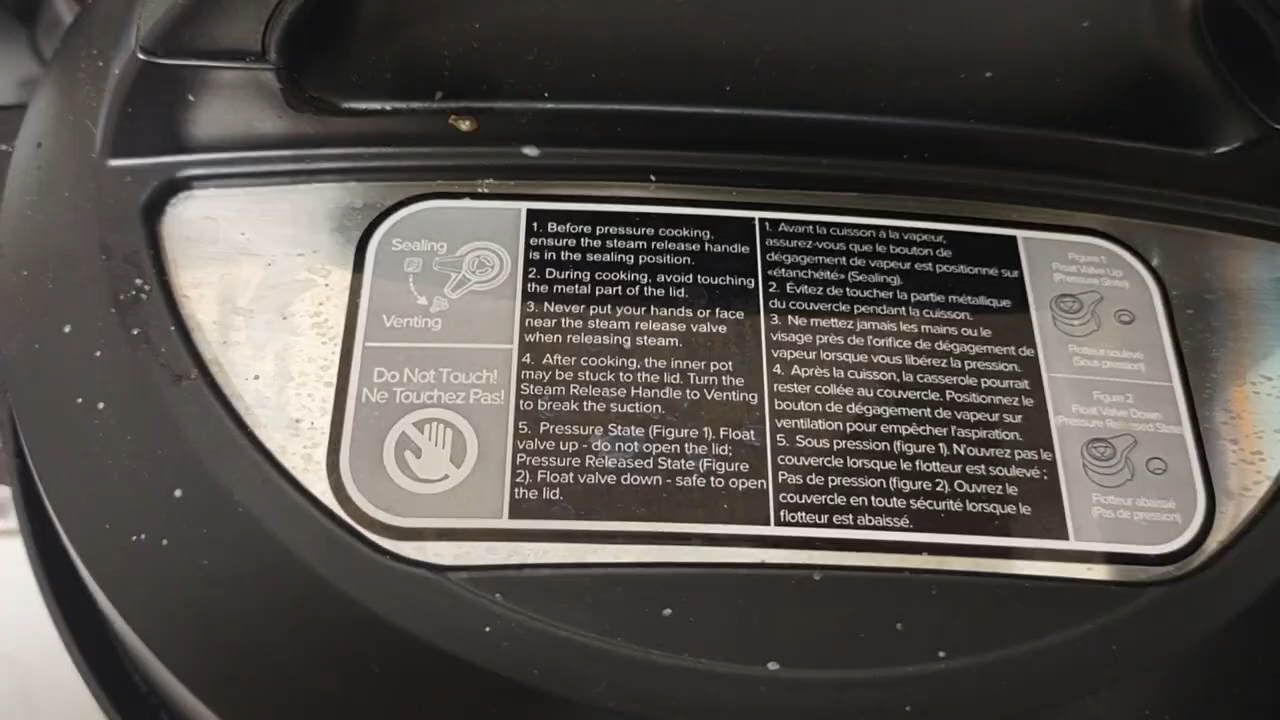 Sealing
Venting
Do Not Touch!
Ne Touchez Pas!
1. Before pressure cooking,
ensure the steam release handle
is in the sealing position.
2. During cooking, avoid touching
the metal part of the lid.
3. Never put your hands or face
near the steam release valve
when releasing steam.
4. After cooking, the inner pot
may be stuck to the lid. Turn the
Steam Release Handle to Venting
to break the suction.
5. Pressure State (Figure 1). Float
valve up - do not open the lid;
Pressure Released State (Figure
2). Float valve down - safe to open
the lid.
1. Avant la cuisson à la vapeur,
assurez-vous que le bouton de
dégagement de vapeur est positionné sur
«étanchéité» (Sealing).
2. Évitez de toucher la partie métallique
du couvercle pendant la cuisson.
3. Ne mettez jamais les mains ou le
visage près de l'orifice de dégagement de
vapeur lorsque vous libérez la pression.
4. Après la cuisson, la casserole pourrait
rester collée au couvercle. Positionnez le
bouton de dégagement de vapeur sur
ventilation pour empêcher l'aspiration.
5. Sous pression (figure 1). N'ouvrez pas le
couvercle lorsque le flotteur est soulevé ;
Pas de pression (figure 2). Ouvrez le
couvercle en toute sécurité lorsque le
flotteur est abaissé.
Figure 1
Float Valve Up
(Pressure State)
Flotteur soulevé
(Sous pression)
Figure 2
Float Valve Down
(Pressure Released State)
Flotteur abaissé
(Pas de pression)